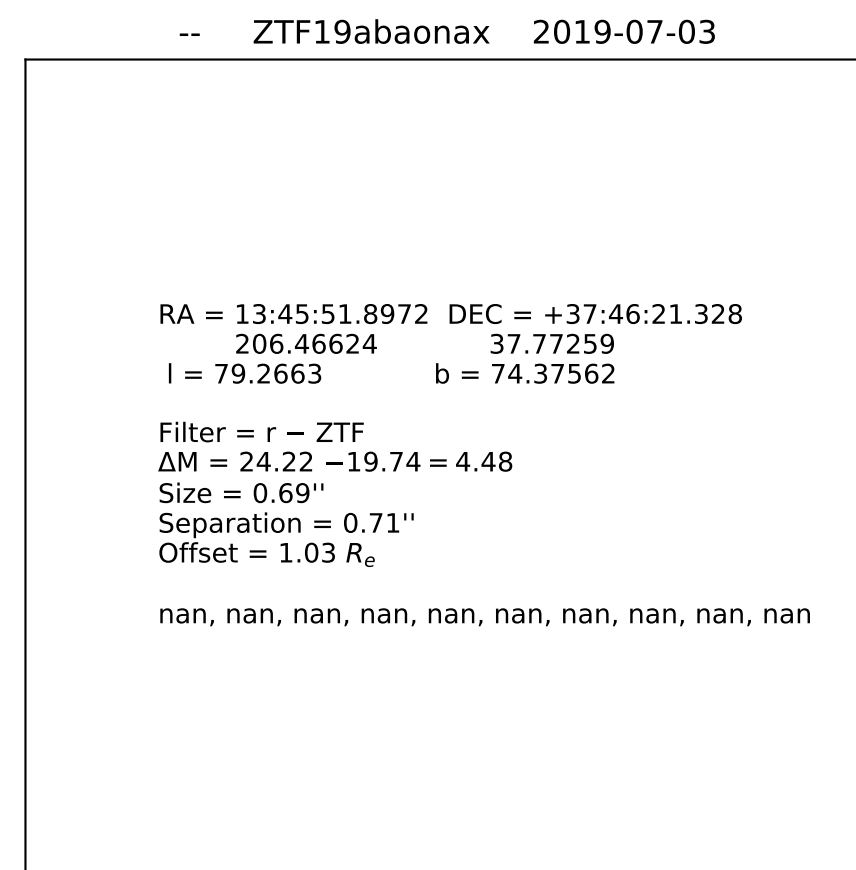 -- ZTF19abaonax 2019-07-03
RA = 13:45:51.8972 DEC = +37:46:21.328
206.46624 37.77259
l = 79.2663 b = 74.37562
Filter = r − ZTF
ΔM = 24.22 −19.74 = 4.48
Size = 0.69''
Separation = 0.71''
Offset = 1.03 Re
nan, nan, nan, nan, nan, nan, nan, nan, nan, nan